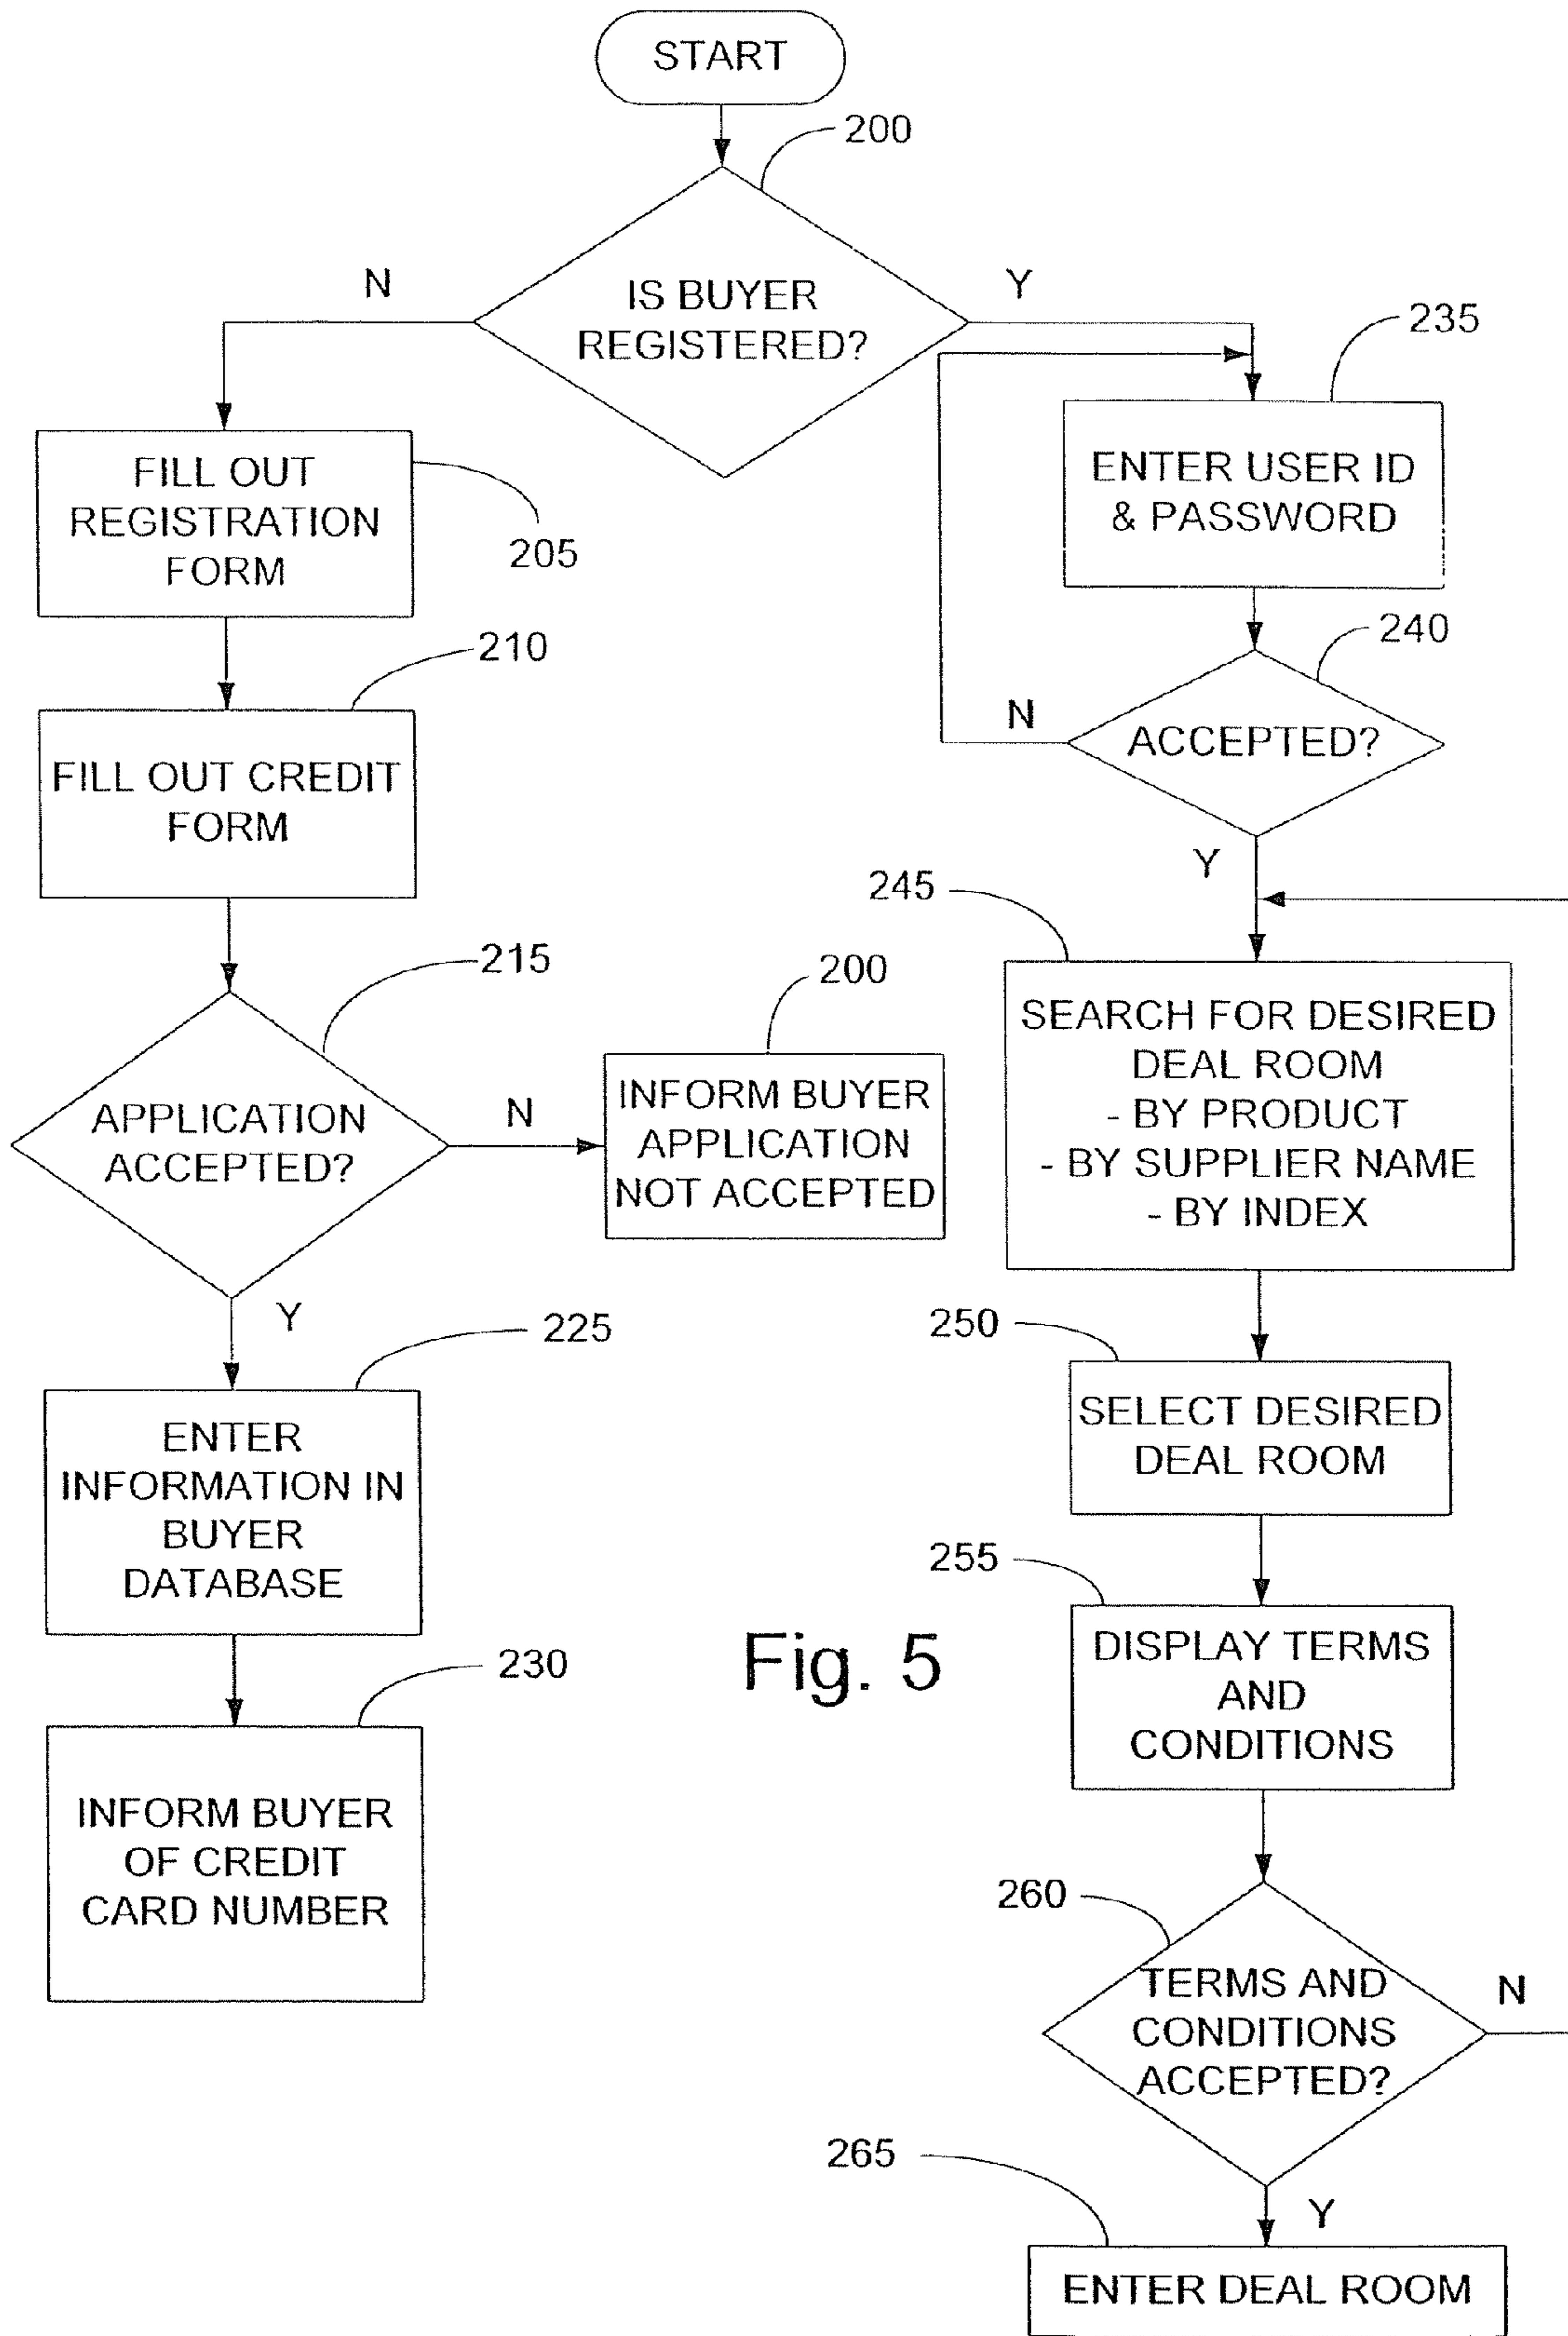 START
200
IS BUYER
REGISTERED?
N
Y
FILL OUT
REGISTRATION
FORM
205
210
FILL OUT CREDIT
FORM
215
APPLICATION
ACCEPTED?
N
200
INFORM BUYER
APPLICATION
NOT ACCEPTED
Y
225
ENTER
INFORMATION IN
BUYER
DATABASE
230
INFORM BUYER
OF CREDIT
CARD NUMBER
235
ENTER USER ID
& PASSWORD
240
N
ACCEPTED?
Y
245
SEARCH FOR DESIRED
DEAL ROOM
- BY PRODUCT
- BY SUPPLIER NAME
- BY INDEX
250
SELECT DESIRED
DEAL ROOM
255
DISPLAY TERMS
AND
CONDITIONS
260
TERMS AND
CONDITIONS
ACCEPTED?
N
265
Y
ENTER DEAL ROOM
Fig. 5